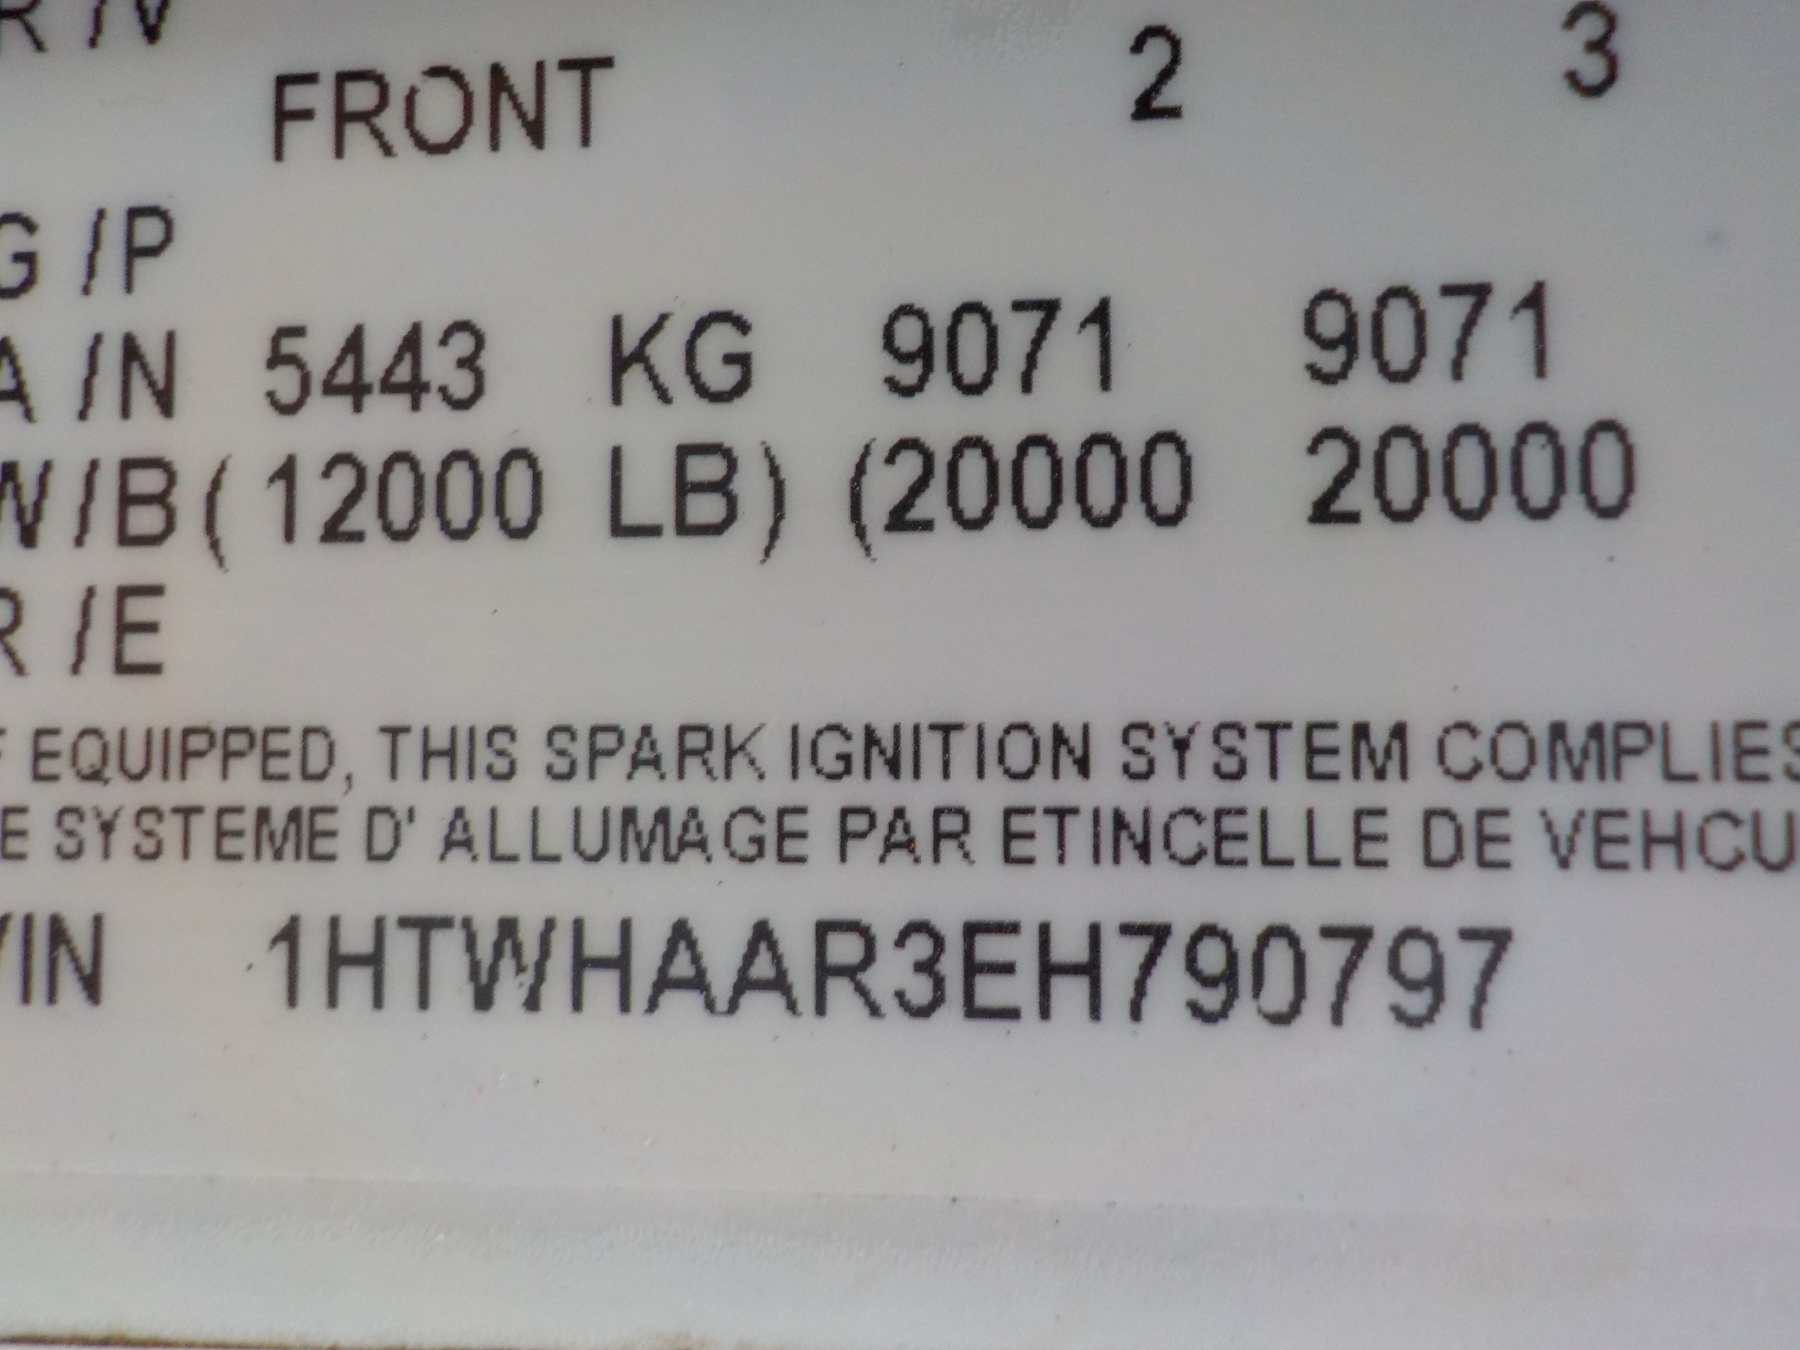 R /V
FRONT 2 3
G /P
A /N 5443 KG 9071 9071
W /B ( 12000 LB) (20000 20000
R /E
F EQUIPPED, THIS SPARK IGNITION SYSTEM COMPLIES
E SYSTEME D' ALLUMAGE PAR ETINCELLE DE VEHCU
VIN 1HTWHAAR3EH790797